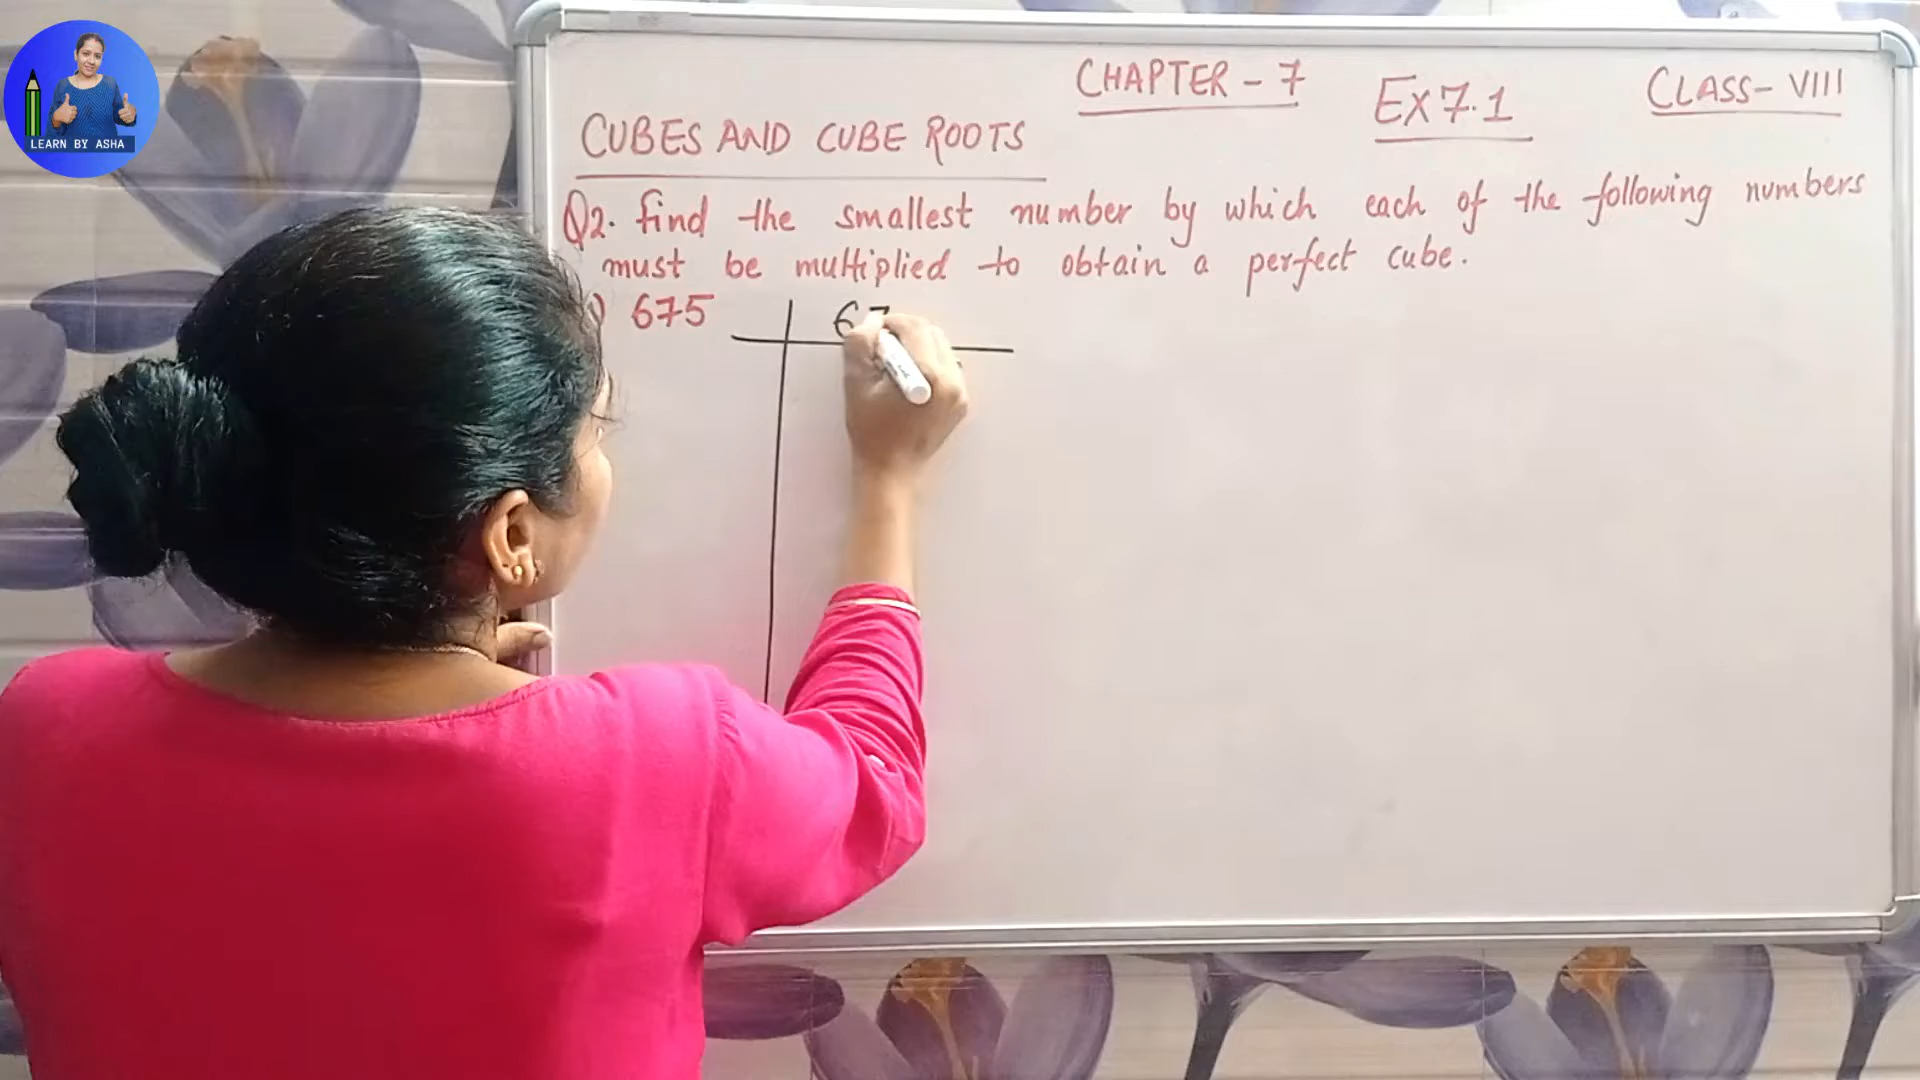 LEARN BY ASHA
CHAPTER - 7
EX 7.1
CLASS - VIII
CUBES AND CUBE ROOTS
Q2. find the smallest number by which each of the following numbers
must be multiplied to obtain a perfect cube.
) 675
67